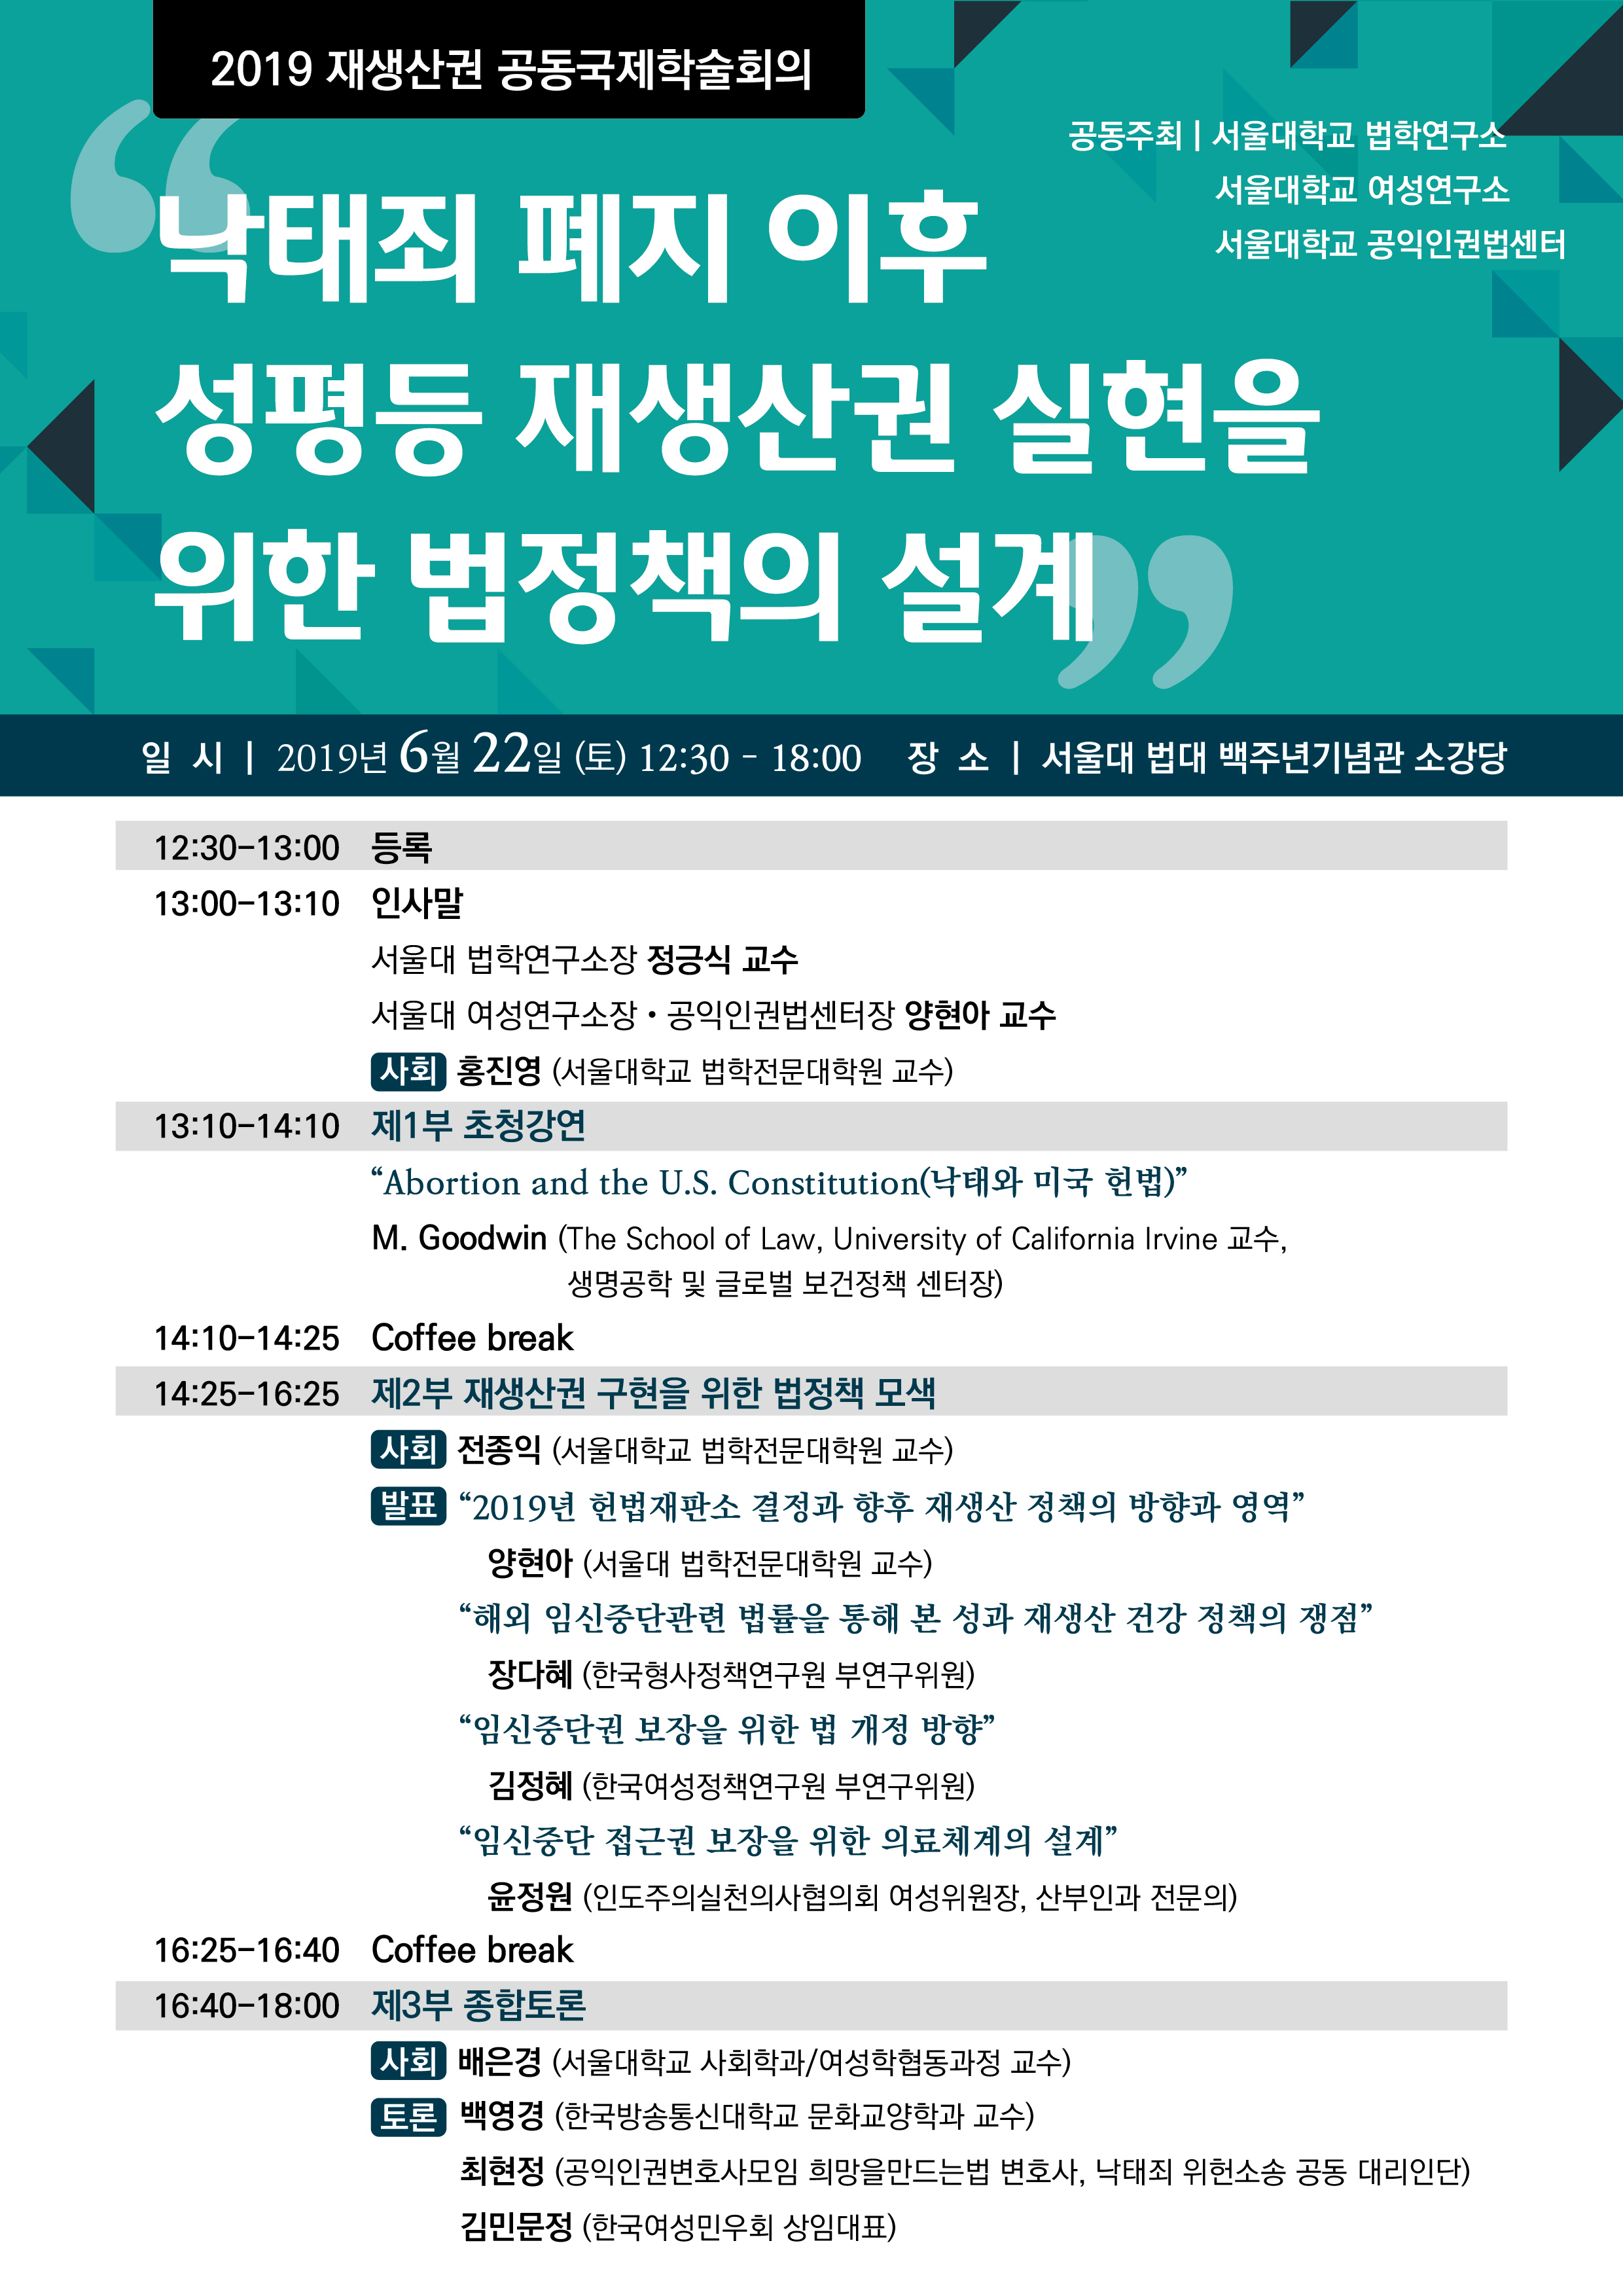 2019 재생산권 공동국제학술회의
공동주최 | 서울대학교 법학연구소
서울대학교 여성연구소
서울대학교 공익인권법센터
“낙태죄 폐지 이후
성평등 재생산권 실현을
위한 법정책의 설계”
일 시 | 2019년 6월 22일 (토) 12:30 - 18:00 장 소 | 서울대 법대 백주년기념관 소강당
12:30-13:00 등록
13:00-13:10 인사말
서울대 법학연구소장 정긍식 교수
서울대 여성연구소장 • 공익인권법센터장 양현아 교수
사회 홍진영 (서울대학교 법학전문대학원 교수)
13:10-14:10 제1부 초청강연
“Abortion and the U.S. Constitution(낙태와 미국 헌법)”
M. Goodwin (The School of Law, University of California Irvine 교수,
생명공학 및 글로벌 보건정책 센터장)
14:10-14:25 Coffee break
14:25-16:25 제2부 재생산권 구현을 위한 법정책 모색
사회 전종익 (서울대학교 법학전문대학원 교수)
발표 “2019년 헌법재판소 결정과 향후 재생산 정책의 방향과 영역”
양현아 (서울대 법학전문대학원 교수)
“해외 임신중단관련 법률을 통해 본 성과 재생산 건강 정책의 쟁점”
장다혜 (한국형사정책연구원 부연구위원)
“임신중단권 보장을 위한 법 개정 방향”
김정혜 (한국여성정책연구원 부연구위원)
“임신중단 접근권 보장을 위한 의료체계의 설계”
윤정원 (인도주의실천의사협의회 여성위원장, 산부인과 전문의)
16:25-16:40 Coffee break
16:40-18:00 제3부 종합토론
사회 배은경 (서울대학교 사회학과/여성학협동과정 교수)
토론 백영경 (한국방송통신대학교 문화교양학과 교수)
최현정 (공익인권변호사모임 희망을만드는법 변호사, 낙태죄 위헌소송 공동 대리인단)
김민문정 (한국여성민우회 상임대표)